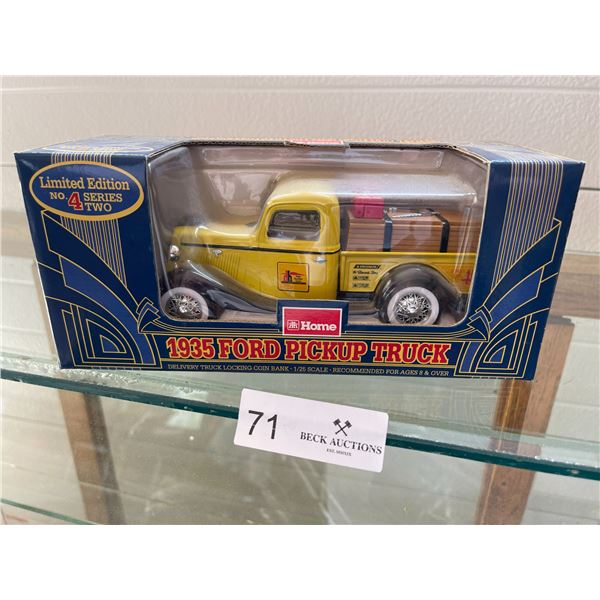 Limited Edition
NO. 4 SERIES
TWO
Home
1935 FORD PICKUP TRUCK
DELIVERY TRUCK LOCKING COIN BANK • 1/25 SCALE • RECOMMENDED FOR AGES 8 & OVER
71
BECK AUCTIONS